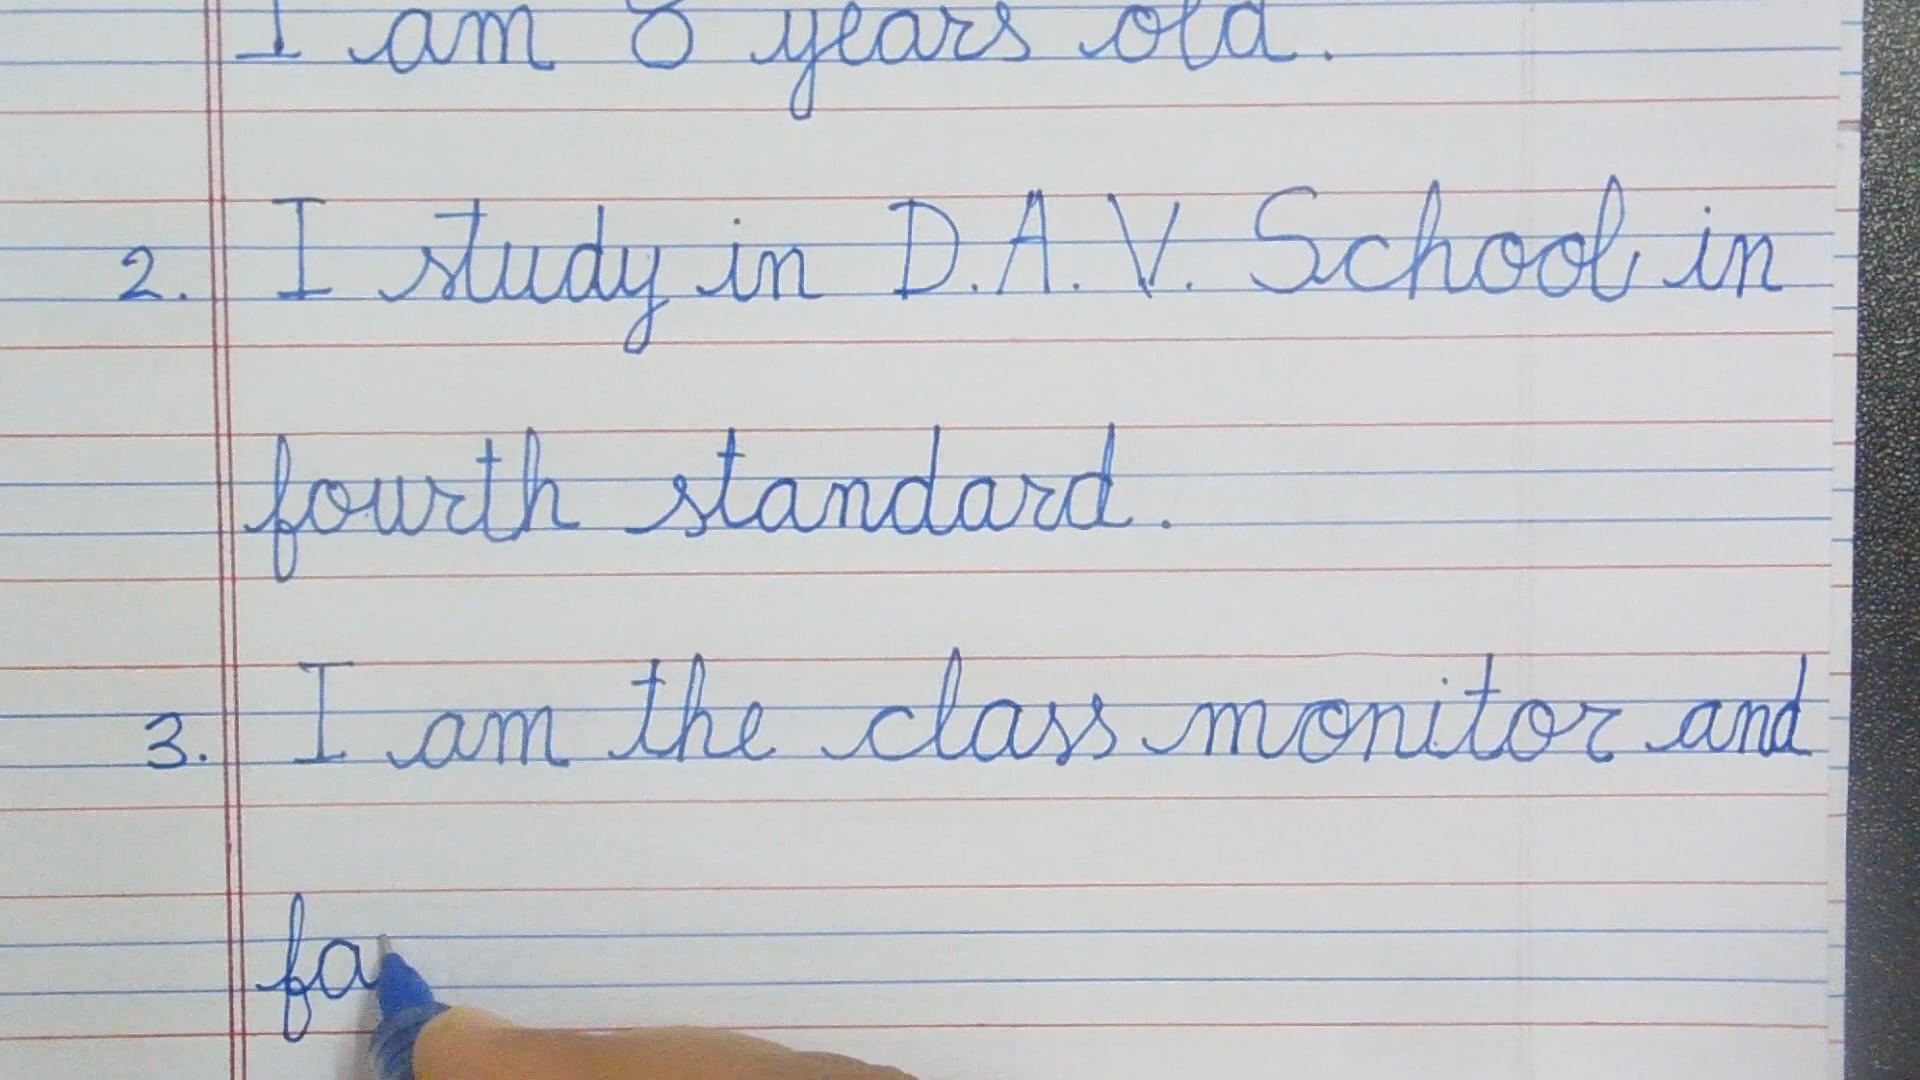 I am 8 years old.
2. I study in D.A.V. School in
fourth standard.
3. I am the class monitor and
fa